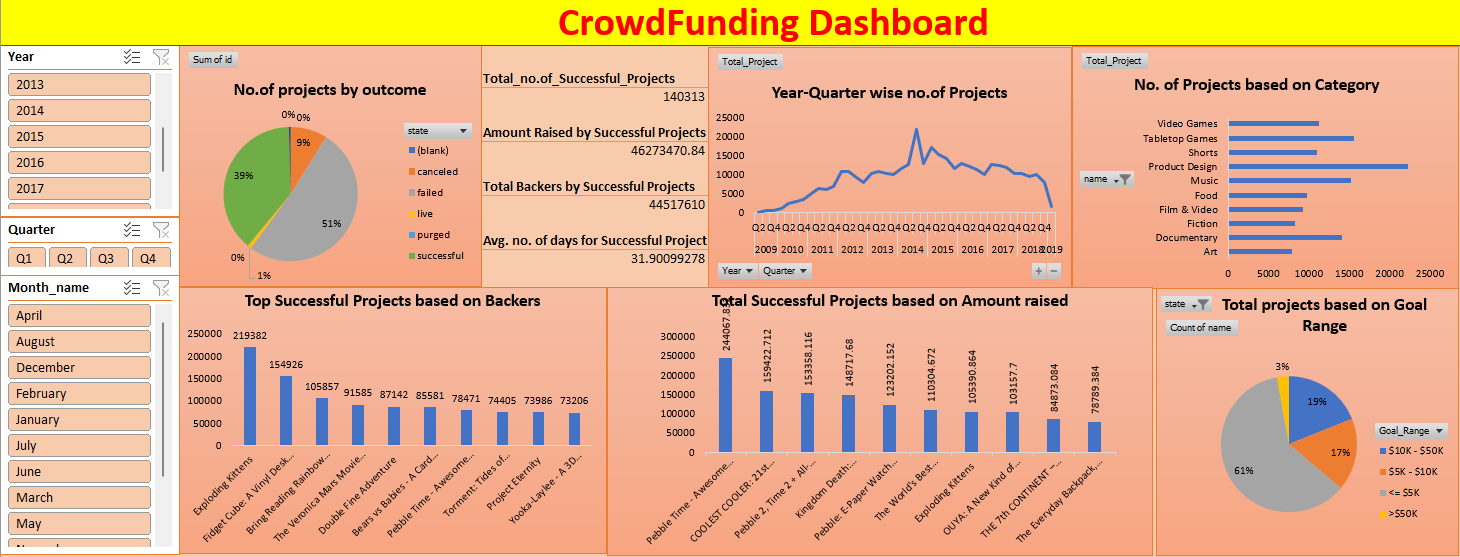 CrowdFunding Dashboard
Year
2013
2014
2015
2016
2017
Quarter
Q1 Q2 Q3 Q4
Month_name
April
August
December
February
January
July
June
March
May
Sum of id
No.of projects by outcome
0% 0%
9%
39%
51%
0%
1%
state
(blank)
canceled
failed
live
purged
successful
Total_no.of_Successful_Projects
140313
Amount Raised by Successful Projects
46273470.84
Total Backers by Successful Projects
44517610
Avg. no. of days for Successful Project
31.90099278
Total_Project
Year-Quarter wise no.of Projects
25000
20000
15000
10000
5000
0
Q2 Q4 Q2 Q4 Q2 Q4 Q2 Q4 Q2 Q4 Q2 Q4 Q2 Q4 Q2 Q4 Q2 Q4 Q2 Q4
2009 2010 2011 2012 2013 2014 2015 2016 2017 2018 2019
Year Quarter
+ −
Total_Project
No. of Projects based on Category
name
Video Games
Tabletop Games
Shorts
Product Design
Music
Food
Film & Video
Fiction
Documentary
Art
0 5000 10000 15000 20000 25000
Top Successful Projects based on Backers
250000
200000
150000
100000
50000
0
219382
154926
105857
91585
87142
85581
78471
74405
73986
73206
Exploding Kittens
Fidget Cube: A Vinyl Desk...
Bring Reading Rainbow...
The Veronica Mars Movie...
Double Fine Adventure
Bears vs Babies - A Card...
Pebble Time - Awesome...
Torment: Tides of...
Project Eternity
Yooka-Laylee - A 3D...
Total Successful Projects based on Amount raised
300000
250000
200000
150000
100000
50000
0
159422.712
153358.116
148717.68
123202.152
110304.672
105390.864
103157.7
84873.084
78789.384
Pebble Time - Awesome...
COOLEST COOLER: 21st...
Pebble 2, Time 2 + All-...
Kingdom Death:...
Pebble: E-Paper Watch...
The World's Best...
Exploding Kittens
OUYA: A New Kind of...
THE 7th CONTINENT –...
The Everyday Backpack...
state
Total projects based on Goal
Range
Count of name
3%
19%
17%
61%
Goal_Range
$10K - $50K
$5K - $10K
<= $5K
>$50K